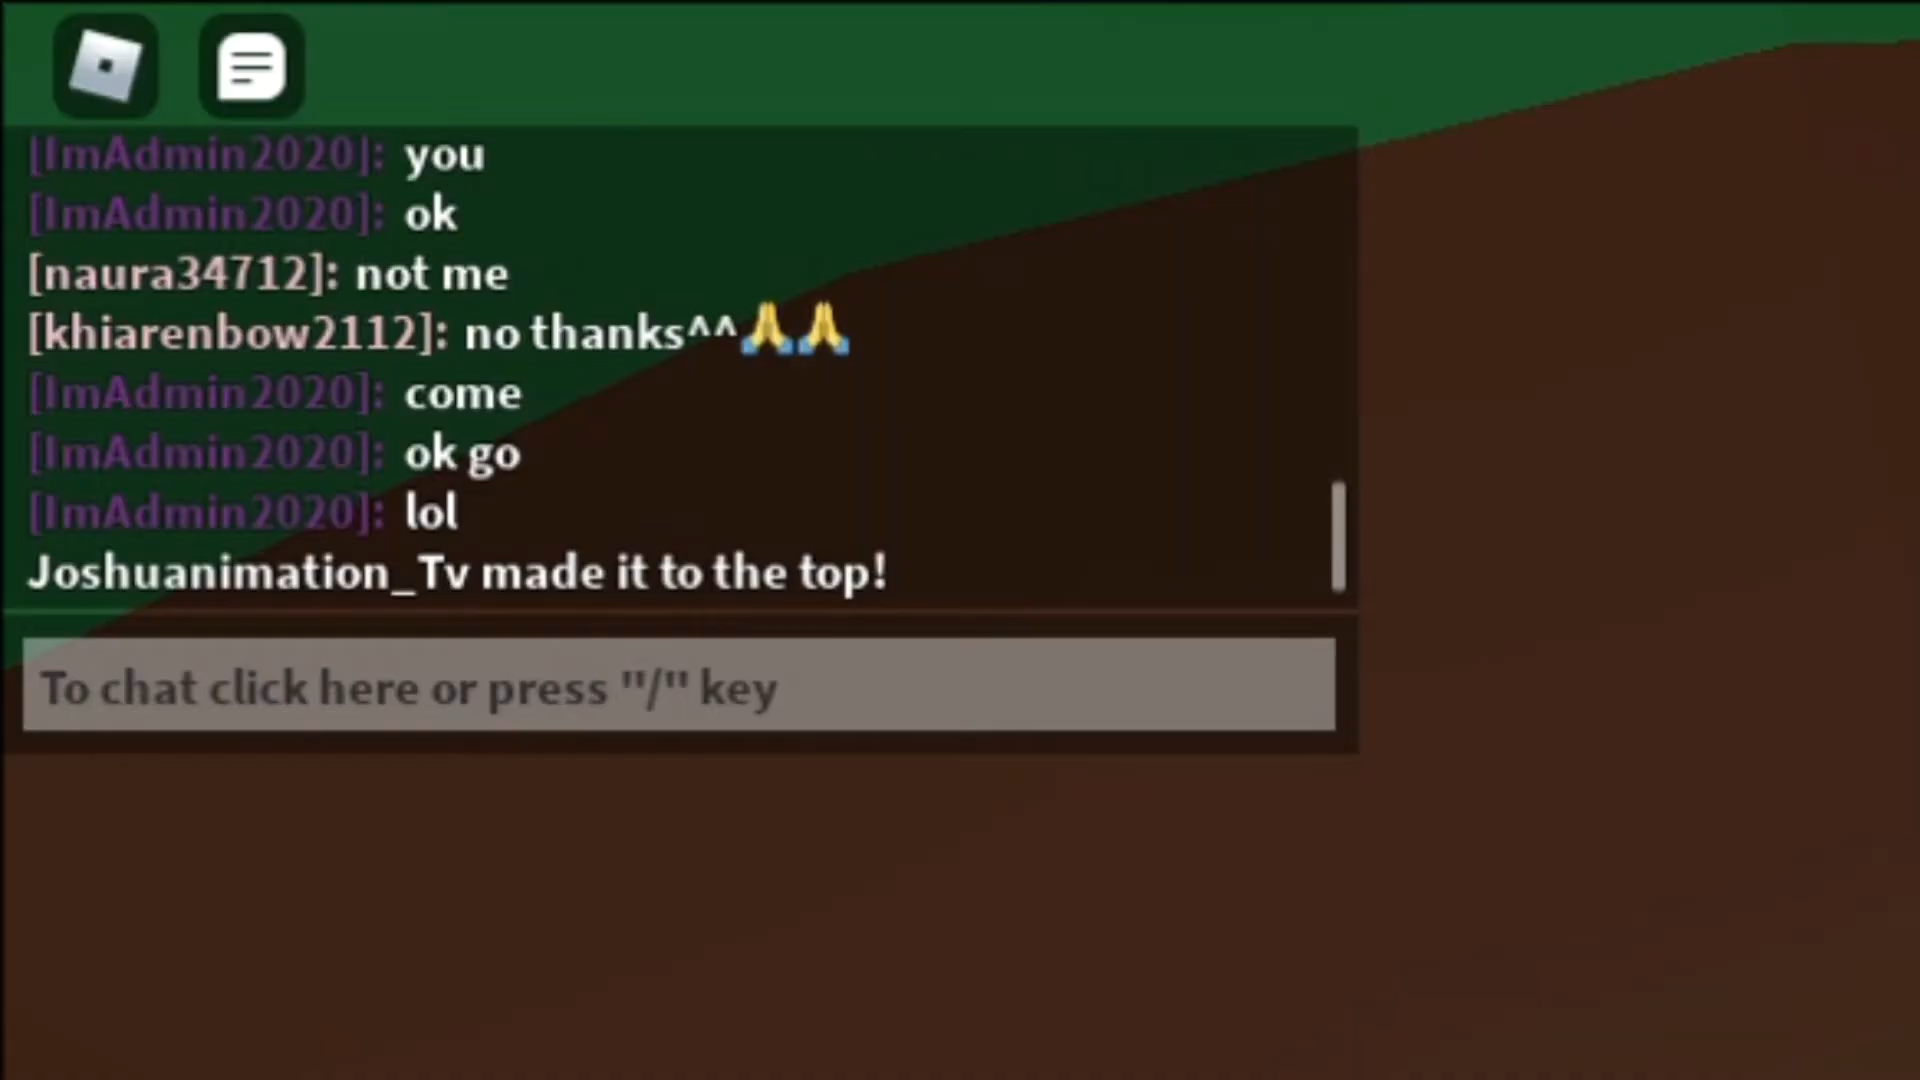 [ImAdmin2020]: you
[ImAdmin2020]: ok
[naura34712]: not me
[khiarenbow2112]: no thanks^^🙏🙏
[ImAdmin2020]: come
[ImAdmin2020]: ok go
[ImAdmin2020]: lol
Joshuanimation_Tv made it to the top!
To chat click here or press "/" key